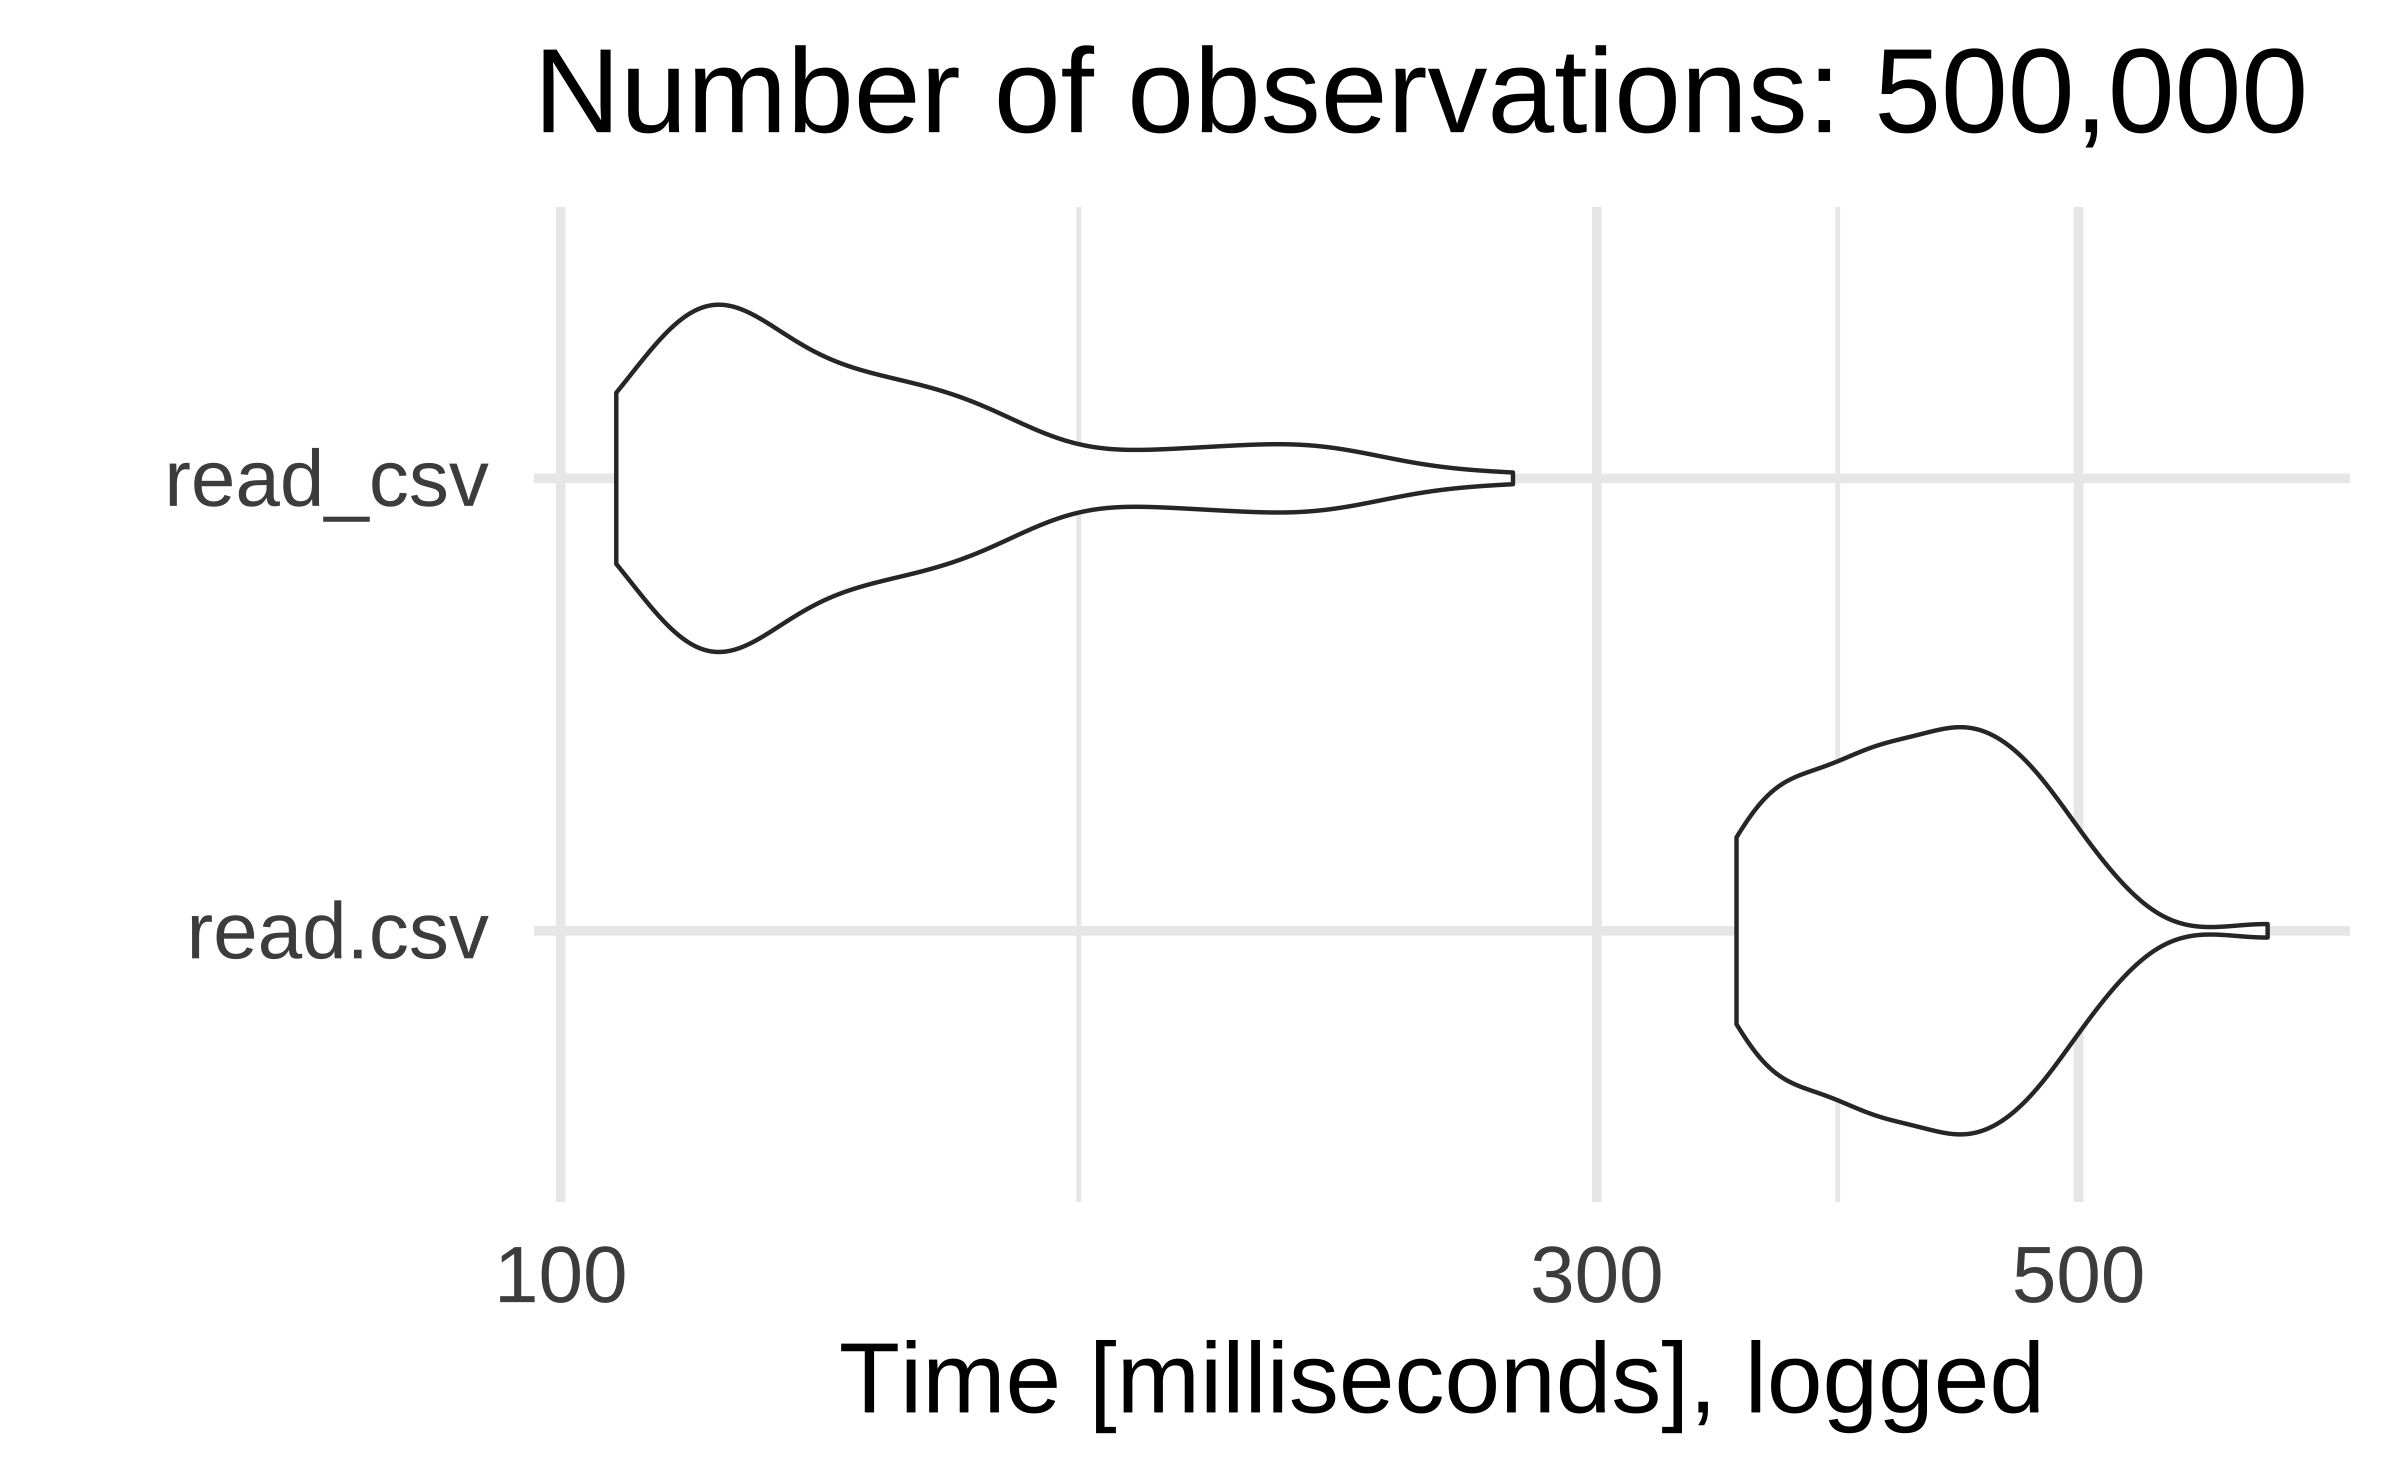 Number of observations: 500,000
read_csv
read.csv
100 300 500
Time [milliseconds], logged